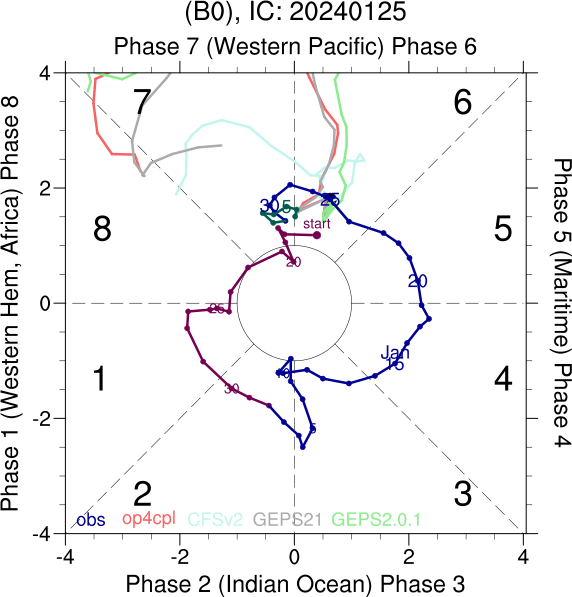 (B0), IC: 20240125
Phase 7 (Western Pacific) Phase 6
Phase 1 (Western Hem, Africa) Phase 8
Phase 5 (Maritime) Phase 4
4
2
0
-2
-4
7
6
8
5
1
4
2
3
30
5
25
start
20
20
25
Jan
15
10
30
5
obs op4cpl CFSv2 GEPS21 GEPS2.0.1
-4 -2 0 2 4
Phase 2 (Indian Ocean) Phase 3